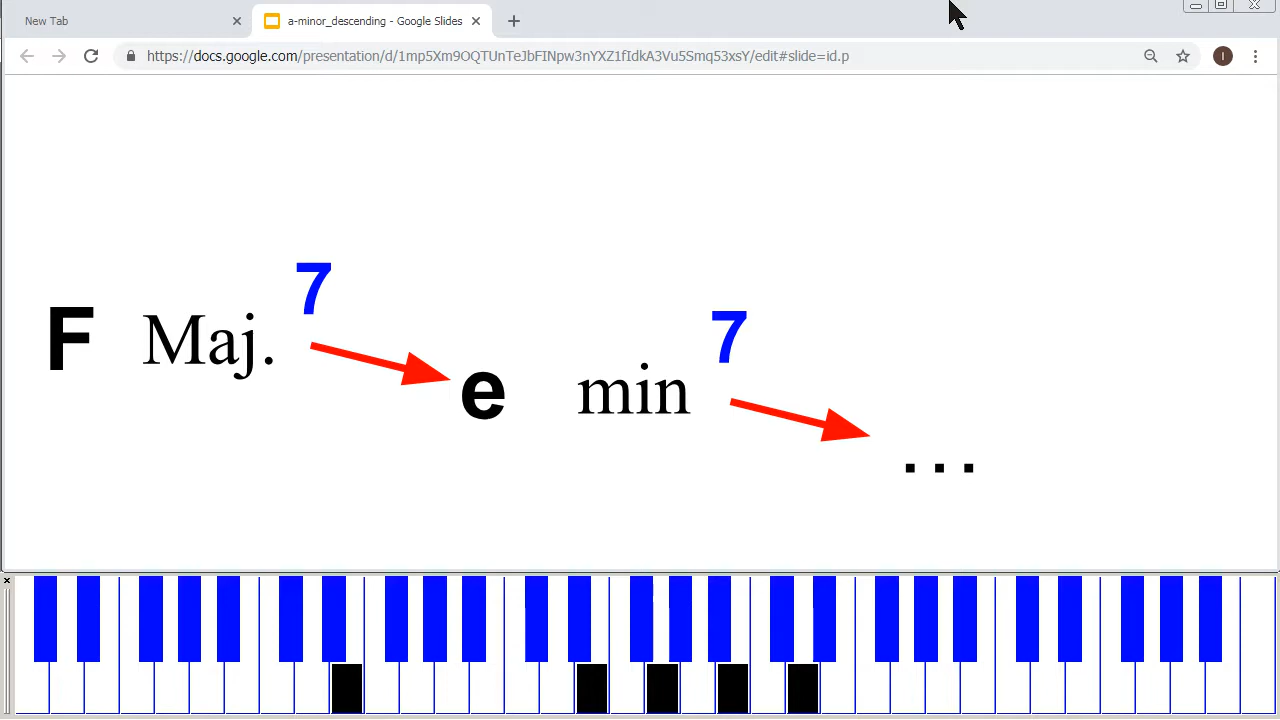 New Tab
a-minor_descending - Google Slides
https://docs.google.com/presentation/d/1mp5Xm9OQTUnTeJbFINpw3nYXZ1fIdkA3Vu5Smq53xsY/edit#slide=id.p
I
F Maj. 7
e min 7
...